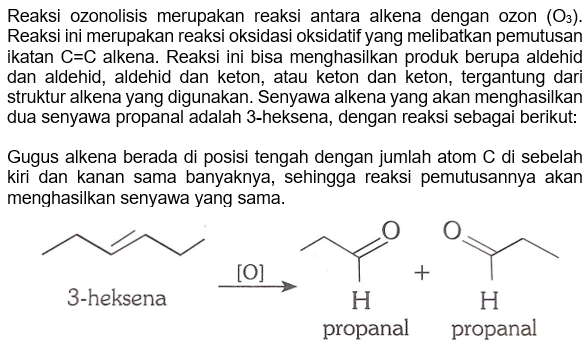 Reaksi ozonolisis merupakan reaksi antara alkena dengan ozon (O₃).
Reaksi ini merupakan reaksi oksidasi oksidatif yang melibatkan pemutusan
ikatan C=C alkena. Reaksi ini bisa menghasilkan produk berupa aldehid
dan aldehid, aldehid dan keton, atau keton dan keton, tergantung dari
struktur alkena yang digunakan. Senyawa alkena yang akan menghasilkan
dua senyawa propanal adalah 3-heksena, dengan reaksi sebagai berikut:
Gugus alkena berada di posisi tengah dengan jumlah atom C di sebelah
kiri dan kanan sama banyaknya, sehingga reaksi pemutusannya akan
menghasilkan senyawa yang sama.
O O
[O] +
3-heksena H H
propanal propanal